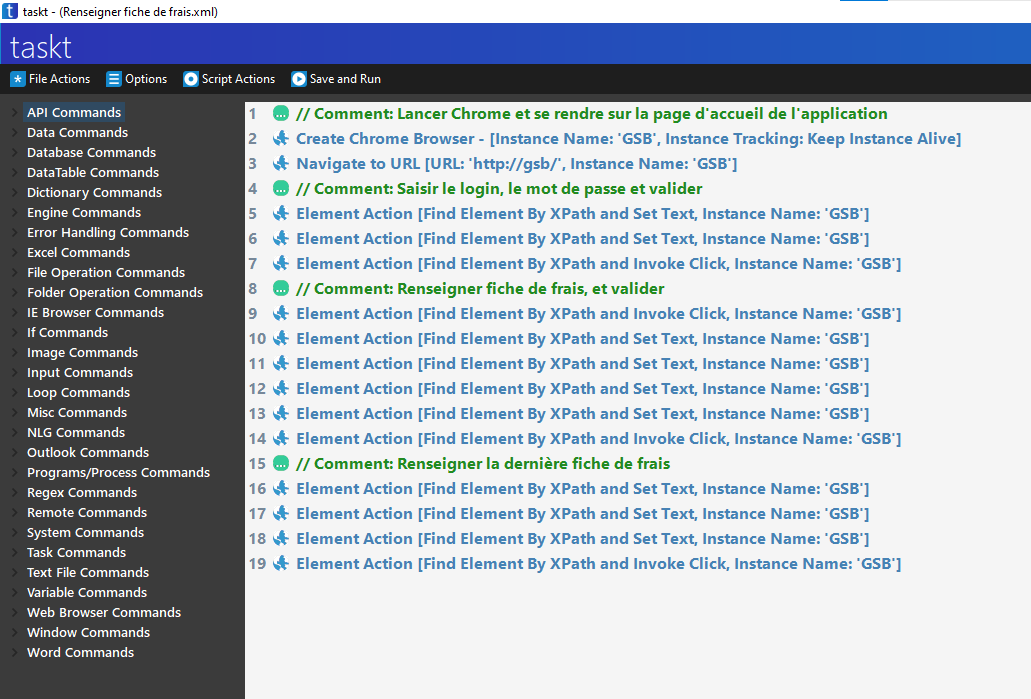 taskt - (Renseigner fiche de frais.xml)
taskt
File Actions Options Script Actions Save and Run
API Commands
Data Commands
Database Commands
DataTable Commands
Dictionary Commands
Engine Commands
Error Handling Commands
Excel Commands
File Operation Commands
Folder Operation Commands
IE Browser Commands
If Commands
Image Commands
Input Commands
Loop Commands
Misc Commands
NLG Commands
Outlook Commands
Programs/Process Commands
Regex Commands
Remote Commands
System Commands
Task Commands
Text File Commands
Variable Commands
Web Browser Commands
Window Commands
Word Commands
1 // Comment: Lancer Chrome et se rendre sur la page d'accueil de l'application
2 Create Chrome Browser - [Instance Name: 'GSB', Instance Tracking: Keep Instance Alive]
3 Navigate to URL [URL: 'http://gsb/', Instance Name: 'GSB']
4 // Comment: Saisir le login, le mot de passe et valider
5 Element Action [Find Element By XPath and Set Text, Instance Name: 'GSB']
6 Element Action [Find Element By XPath and Set Text, Instance Name: 'GSB']
7 Element Action [Find Element By XPath and Invoke Click, Instance Name: 'GSB']
8 // Comment: Renseigner fiche de frais, et valider
9 Element Action [Find Element By XPath and Invoke Click, Instance Name: 'GSB']
10 Element Action [Find Element By XPath and Set Text, Instance Name: 'GSB']
11 Element Action [Find Element By XPath and Set Text, Instance Name: 'GSB']
12 Element Action [Find Element By XPath and Set Text, Instance Name: 'GSB']
13 Element Action [Find Element By XPath and Set Text, Instance Name: 'GSB']
14 Element Action [Find Element By XPath and Invoke Click, Instance Name: 'GSB']
15 // Comment: Renseigner la dernière fiche de frais
16 Element Action [Find Element By XPath and Set Text, Instance Name: 'GSB']
17 Element Action [Find Element By XPath and Set Text, Instance Name: 'GSB']
18 Element Action [Find Element By XPath and Set Text, Instance Name: 'GSB']
19 Element Action [Find Element By XPath and Invoke Click, Instance Name: 'GSB']